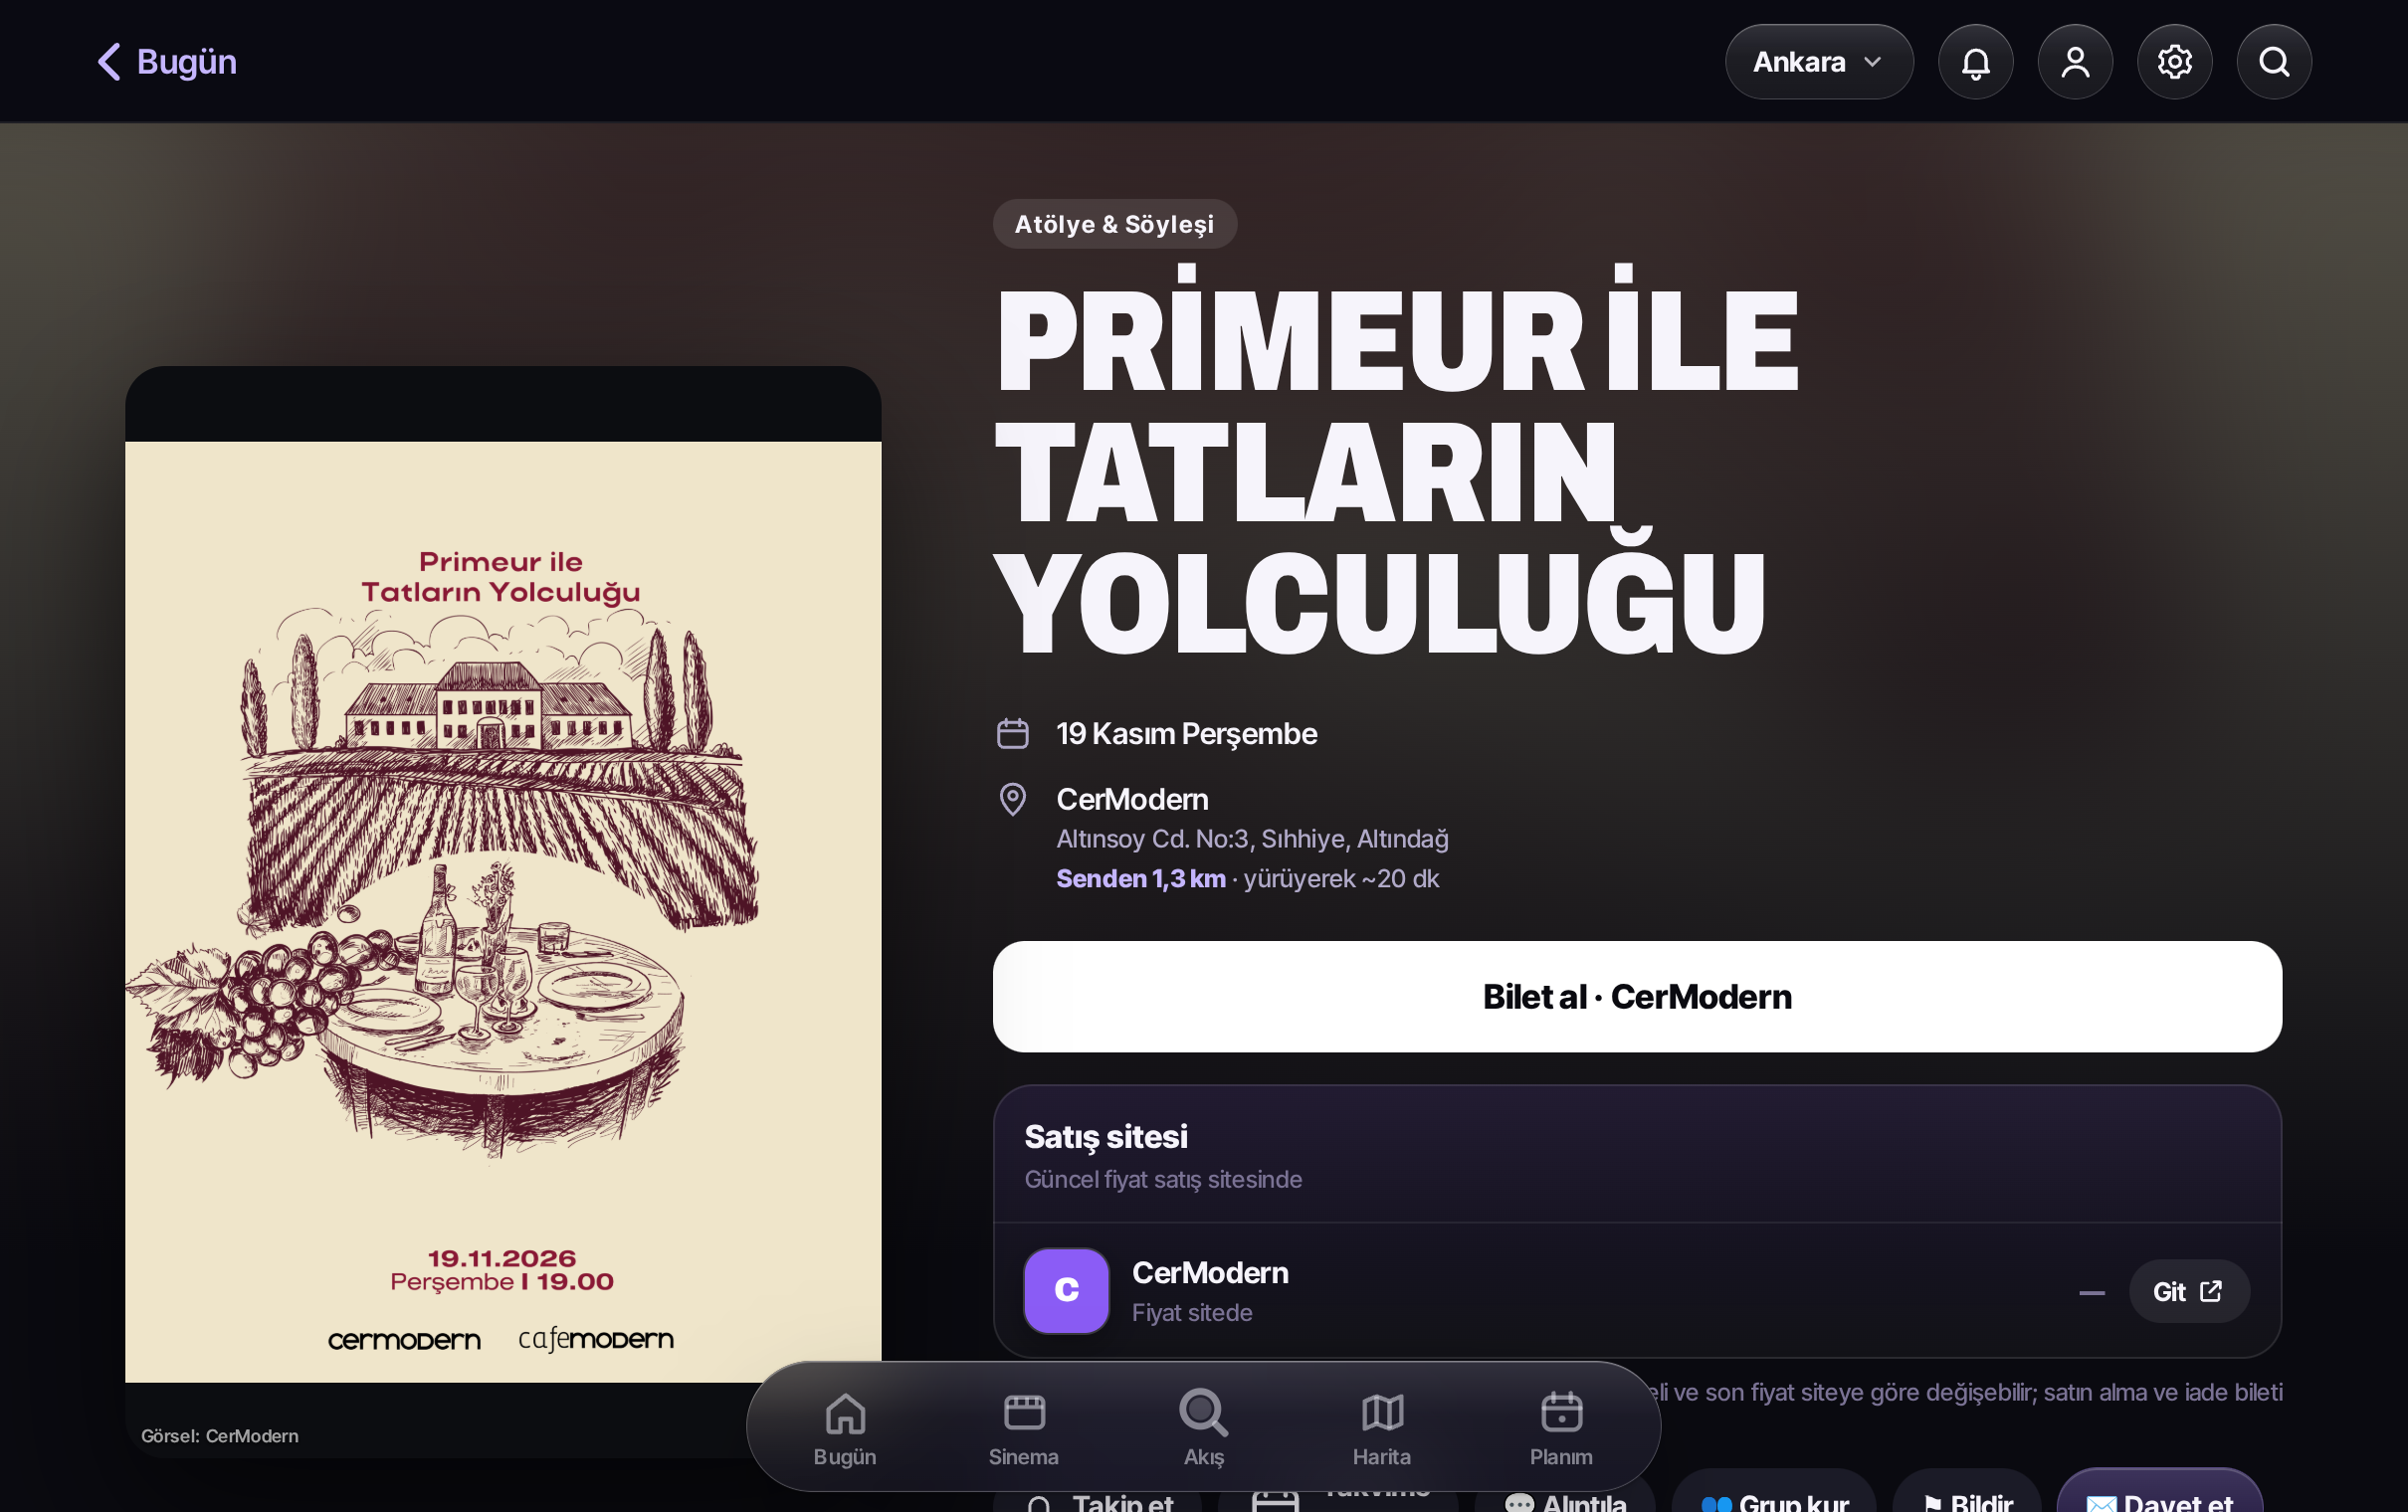 Bugün
Ankara
Atölye & Söyleşi
PRİMEUR İLE
TATLARIN
YOLCULUĞU
19 Kasım Perşembe
CerModern
Altınsoy Cd. No:3, Sıhhiye, Altındağ
Senden 1,3 km · yürüyerek ~20 dk
Bilet al · CerModern
Satış sitesi
Güncel fiyat satış sitesinde
C
CerModern
Fiyat sitede
—
Git
Primeur ile
Tatların Yolculuğu
19.11.2026
Perşembe I 19.00
cermodern cafemodern
Görsel: CerModern
ve son fiyat siteye göre değişebilir; satın alma ve iade bileti
Bugün
Sinema
Akış
Harita
Planım
Takip et
Alıntıla
Grup kur
Bildir
Davet et